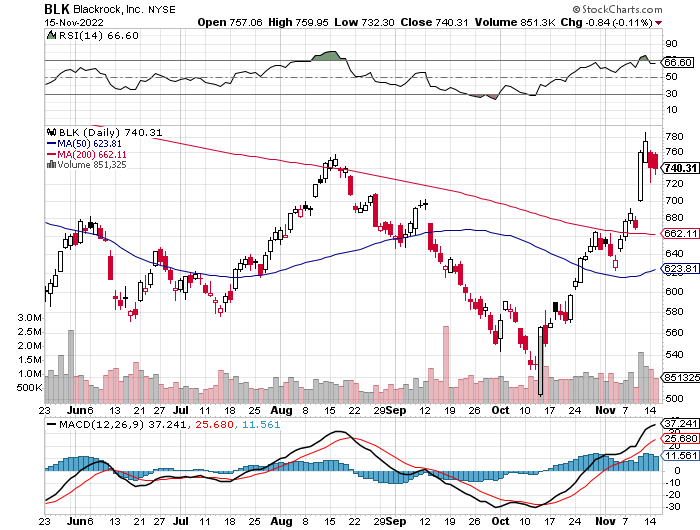 BLK Blackrock, Inc. NYSE © StockCharts.com
15-Nov-2022 Open 757.06 High 759.95 Low 732.30 Close 740.31 Volume 851.3K Chg -0.84 (-0.11%)
RSI(14) 66.60
90
70
66.60
50
30
10
BLK (Daily) 740.31
MA(50) 623.81
MA(200) 662.11
Volume 851,325
780
760
740.31
720
700
680
662.11
640
623.81
600
580
560
540
520
500
3.0M
2.5M
2.0M
1.5M
1.0M
500K
851325
23 Jun 6 13 21 27 Jul 11 18 25 Aug 8 15 22 29 Sep 12 19 26 Oct 10 17 24 Nov 7 14
MACD(12,26,9) 37.241, 25.680, 11.561
37.241
25.680
11.561
0
-10
-20
-30
23 Jun 6 13 21 27 Jul 11 18 25 Aug 8 15 22 29 Sep 12 19 26 Oct 10 17 24 Nov 7 14